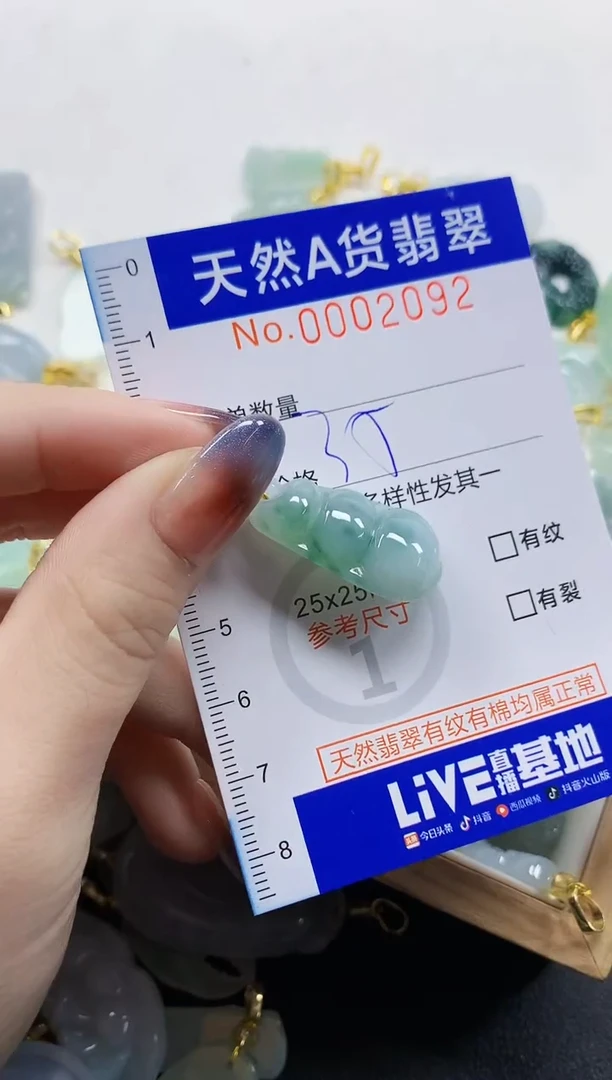 0
天然A货翡翠
No.0002092
1
单数量
35
价格
多样性发其一
有纹
25x25
参考尺寸
有裂
1
5
6
天然翡翠有纹有棉均属正常
7
LiVE直播基地
头条 今日头条 抖音 西瓜视频 抖音火山版
8